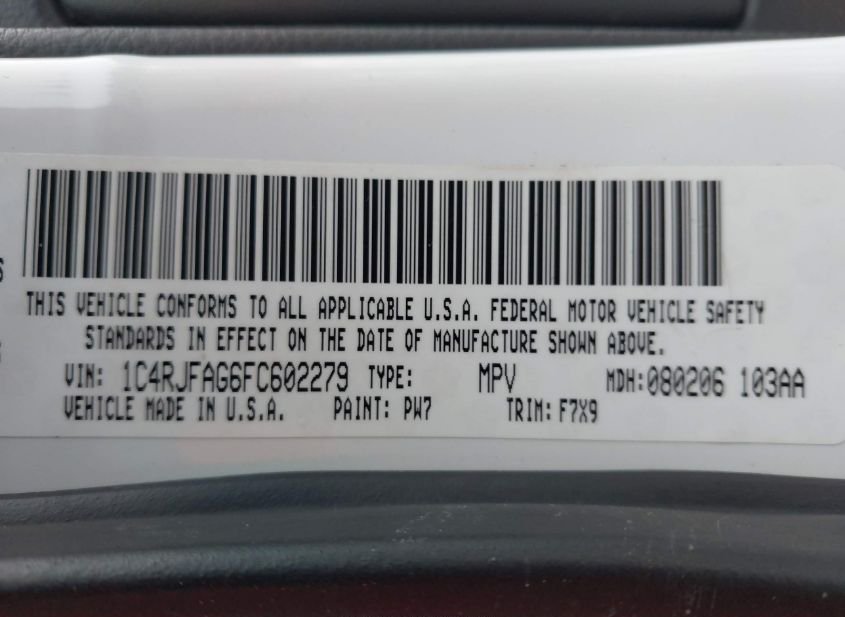 THIS VEHICLE CONFORMS TO ALL APPLICABLE U.S.A. FEDERAL MOTOR VEHICLE SAFETY
STANDARDS IN EFFECT ON THE DATE OF MANUFACTURE SHOWN ABOVE.
VIN: 1C4RJFAG6FC602279 TYPE: MPV MDH:080206 103AA
VEHICLE MADE IN U.S.A. PAINT: PW7 TRIM: F7X9